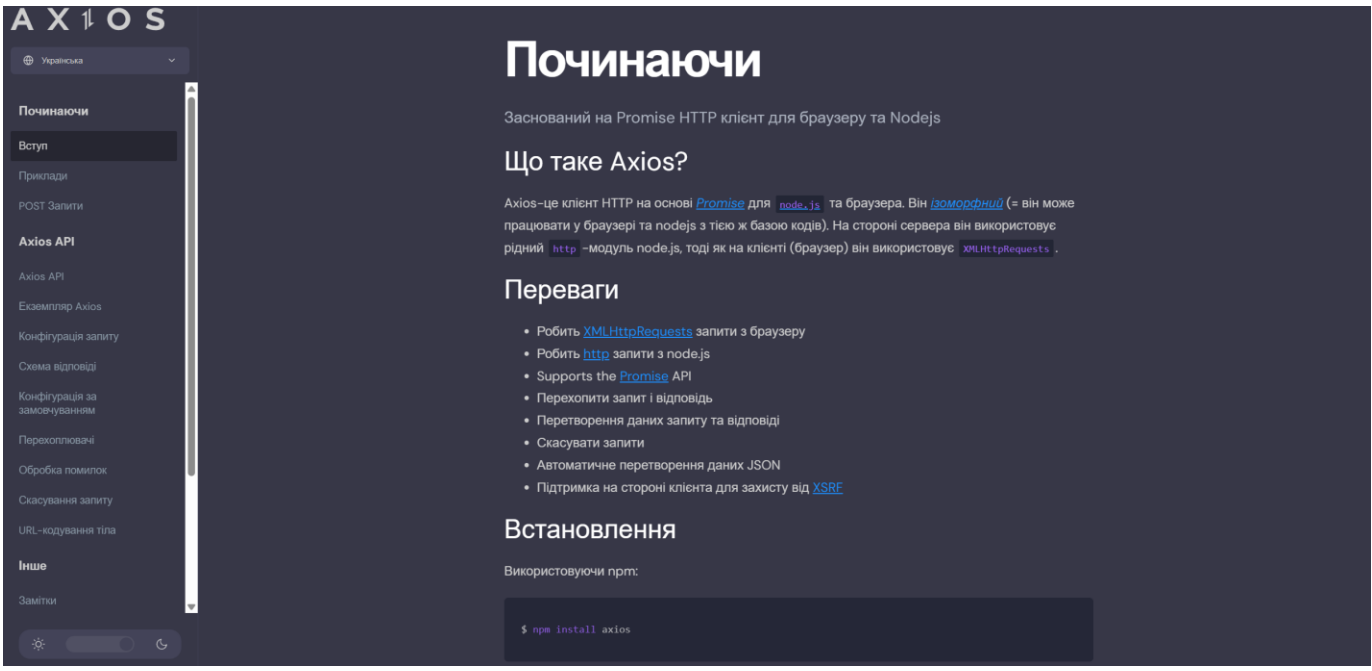 AXIOS
Українська
Починаючи
Вступ
Приклади
POST Запити
Axios API
Axios API
Екземпляр Axios
Конфігурація запиту
Схема відповіді
Конфігурація за
замовчуванням
Перехоплювачі
Обробка помилок
Скасування запиту
URL-кодування тіла
Інше
Замітки
Починаючи
Заснований на Promise HTTP клієнт для браузеру та Nodejs
Що таке Axios?
Axios-це клієнт HTTP на основі Promise для node.js та браузера. Він ізоморфний (= він може
працювати у браузері та nodejs з тією ж базою кодів). На стороні сервера він використовує
рідний http -модуль node.js, тоді як на клієнті (браузер) він використовує XMLHttpRequests .
Переваги
• Робить XMLHttpRequests запити з браузеру
• Робить http запити з node.js
• Supports the Promise API
• Перехопити запит і відповідь
• Перетворення даних запиту та відповіді
• Скасувати запити
• Автоматичне перетворення даних JSON
• Підтримка на стороні клієнта для захисту від XSRF
Встановлення
Використовуючи npm:
$ npm install axios